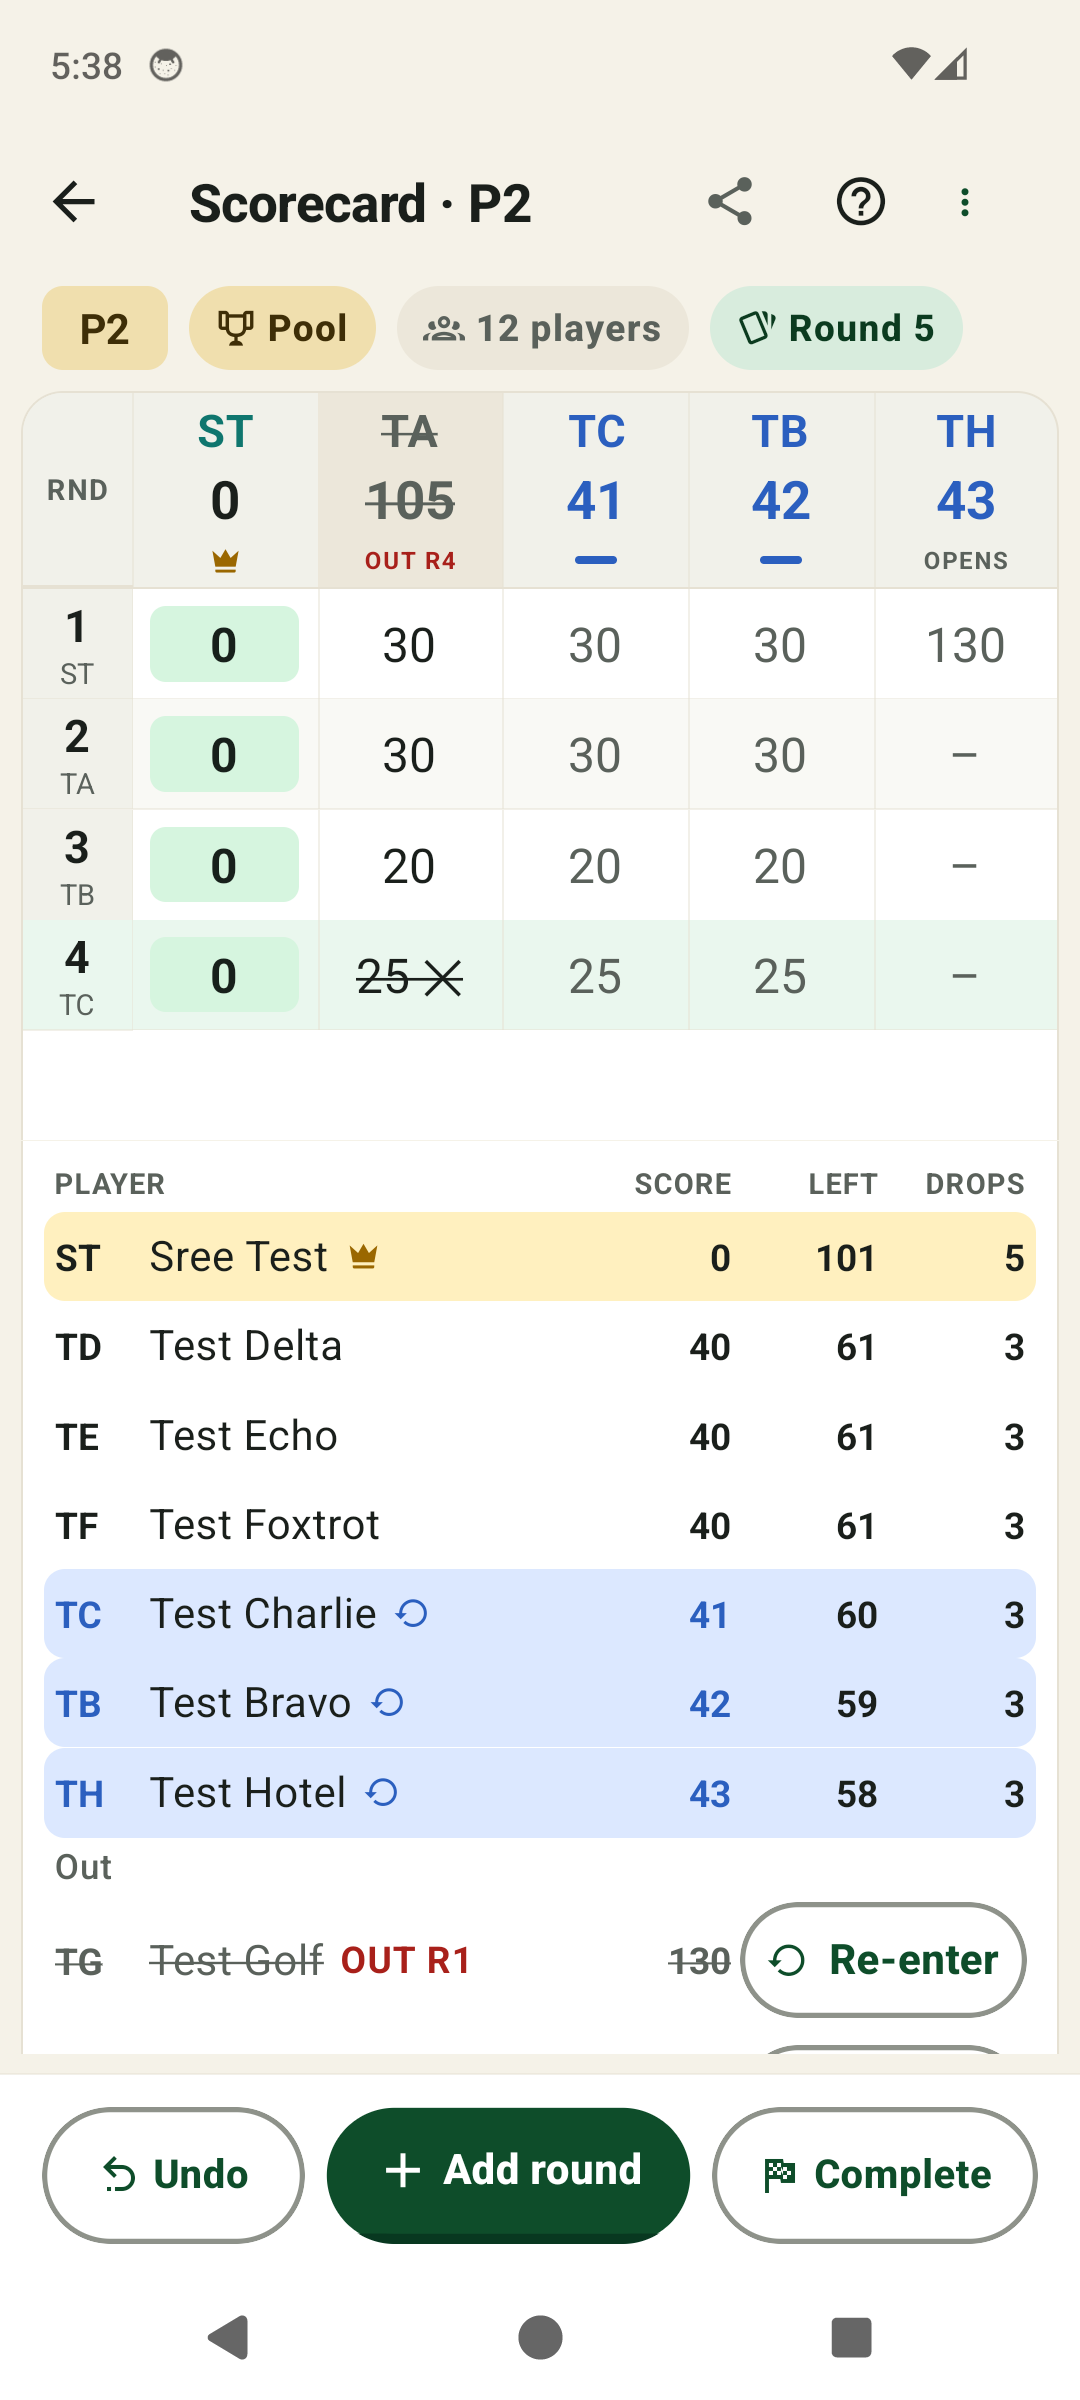 5:38
Scorecard · P2
P2 Pool 12 players Round 5
ST TA TC TB TH
RND 0 105 41 42 43
OUT R4 OPENS
1 0 30 30 30 130
ST
2 0 30 30 30 –
TA
3 0 20 20 20 –
TB
4 0 25 25 25 –
TC
PLAYER SCORE LEFT DROPS
ST Sree Test 0 101 5
TD Test Delta 40 61 3
TE Test Echo 40 61 3
TF Test Foxtrot 40 61 3
TC Test Charlie 41 60 3
TB Test Bravo 42 59 3
TH Test Hotel 43 58 3
Out
TG Test Golf OUT R1 130 Re-enter
Undo Add round Complete